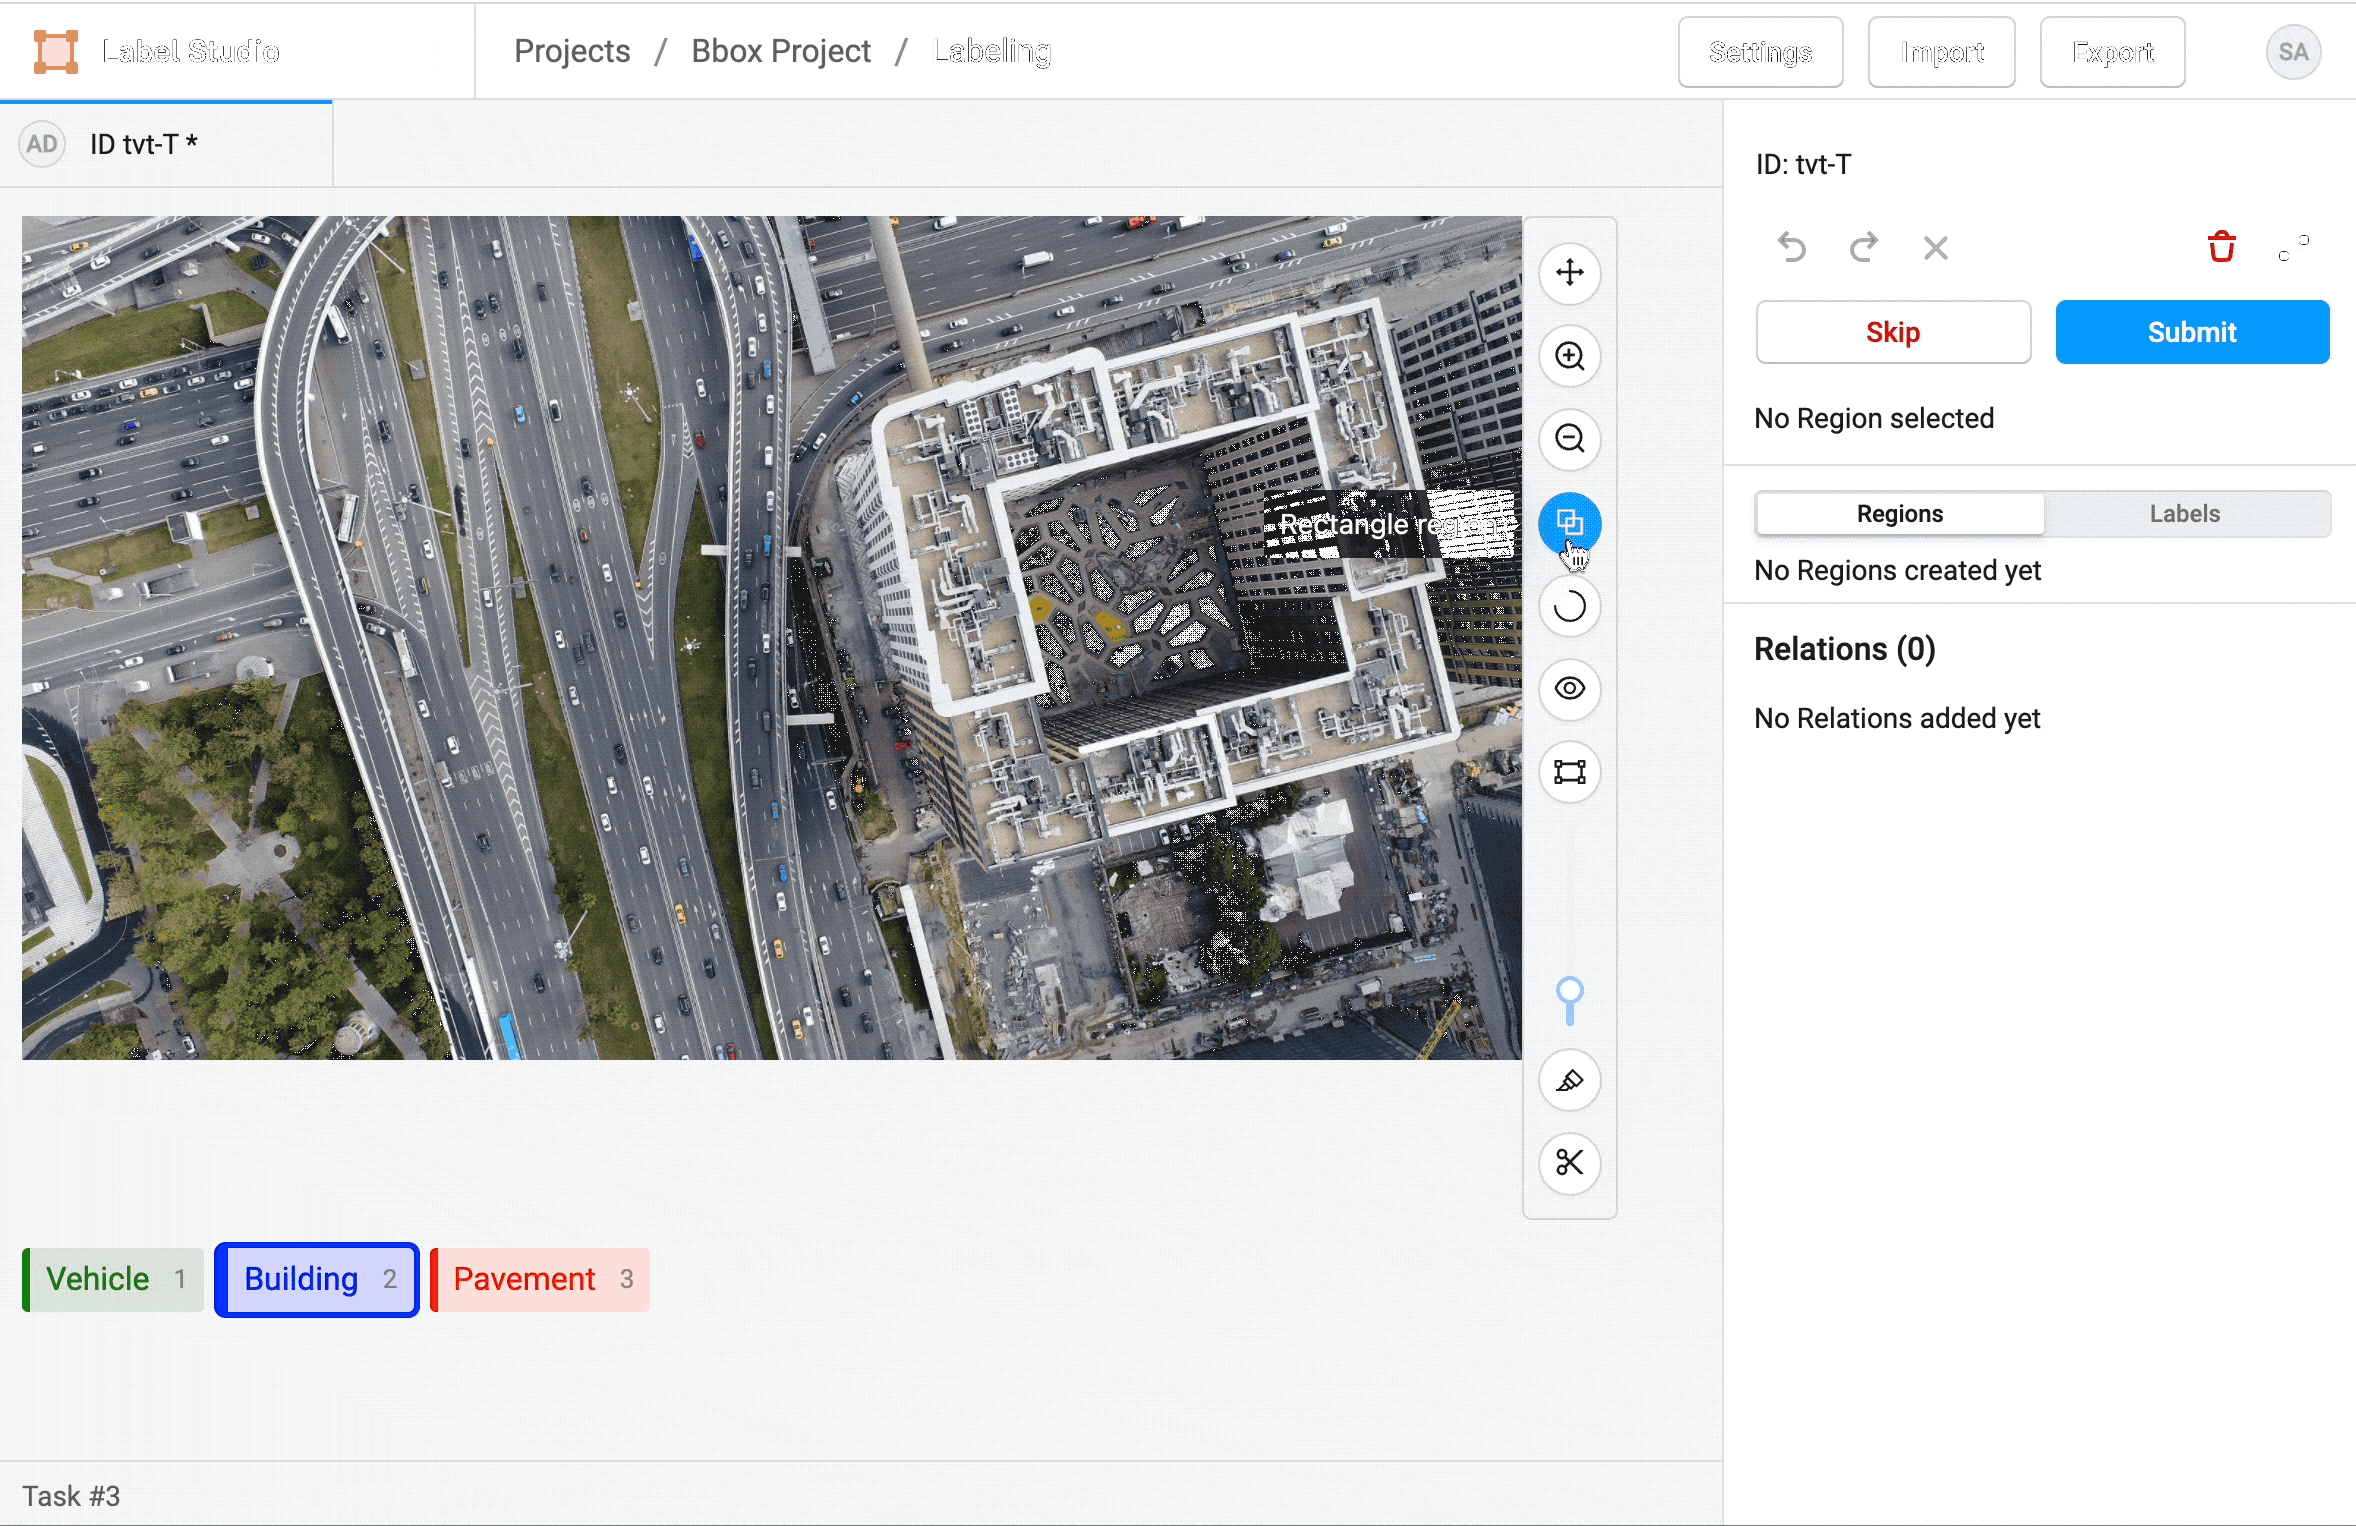 Label Studio
Projects / Bbox Project / Labeling
Settings
Import
Export
SA
AD
ID tvt-T *
ID: tvt-T
Skip
Submit
No Region selected
Regions
Labels
Rectangle region
No Regions created yet
Relations (0)
No Relations added yet
Vehicle 1
Building 2
Pavement 3
Task #3